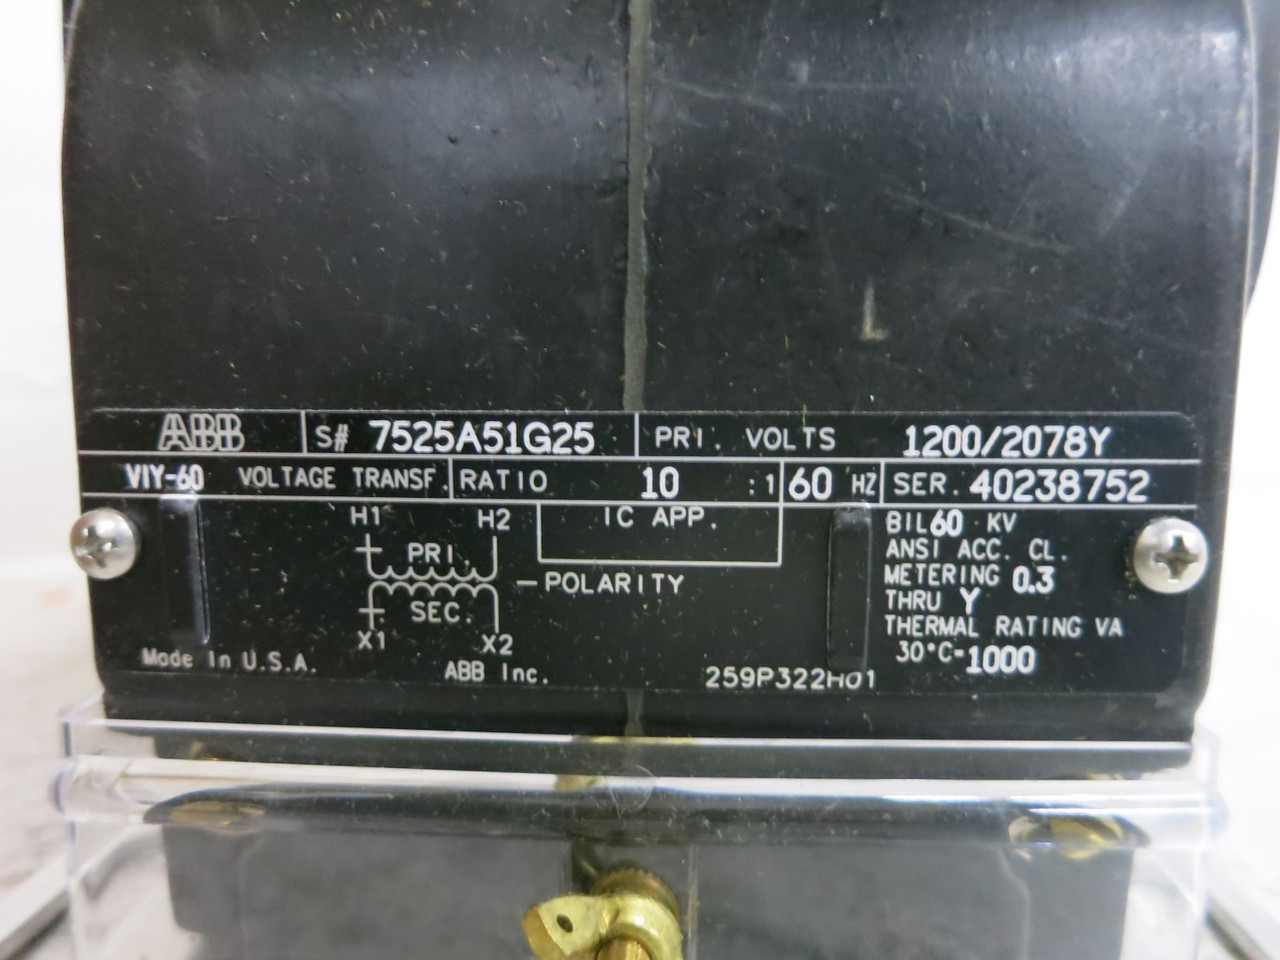 ABB S# 7525A51G25 PRI. VOLTS 1200/2078Y
VIY-60 VOLTAGE TRANSF. RATIO 10 :1 60 HZ SER. 40238752
H1 H2 IC APP.
PRI.
— POLARITY
SEC.
X1 X2
Made In U.S.A. ABB Inc. 259P322H01
BIL 60 KV
ANSI ACC. CL.
METERING 0.3
THRU Y
THERMAL RATING VA
30°C-1000